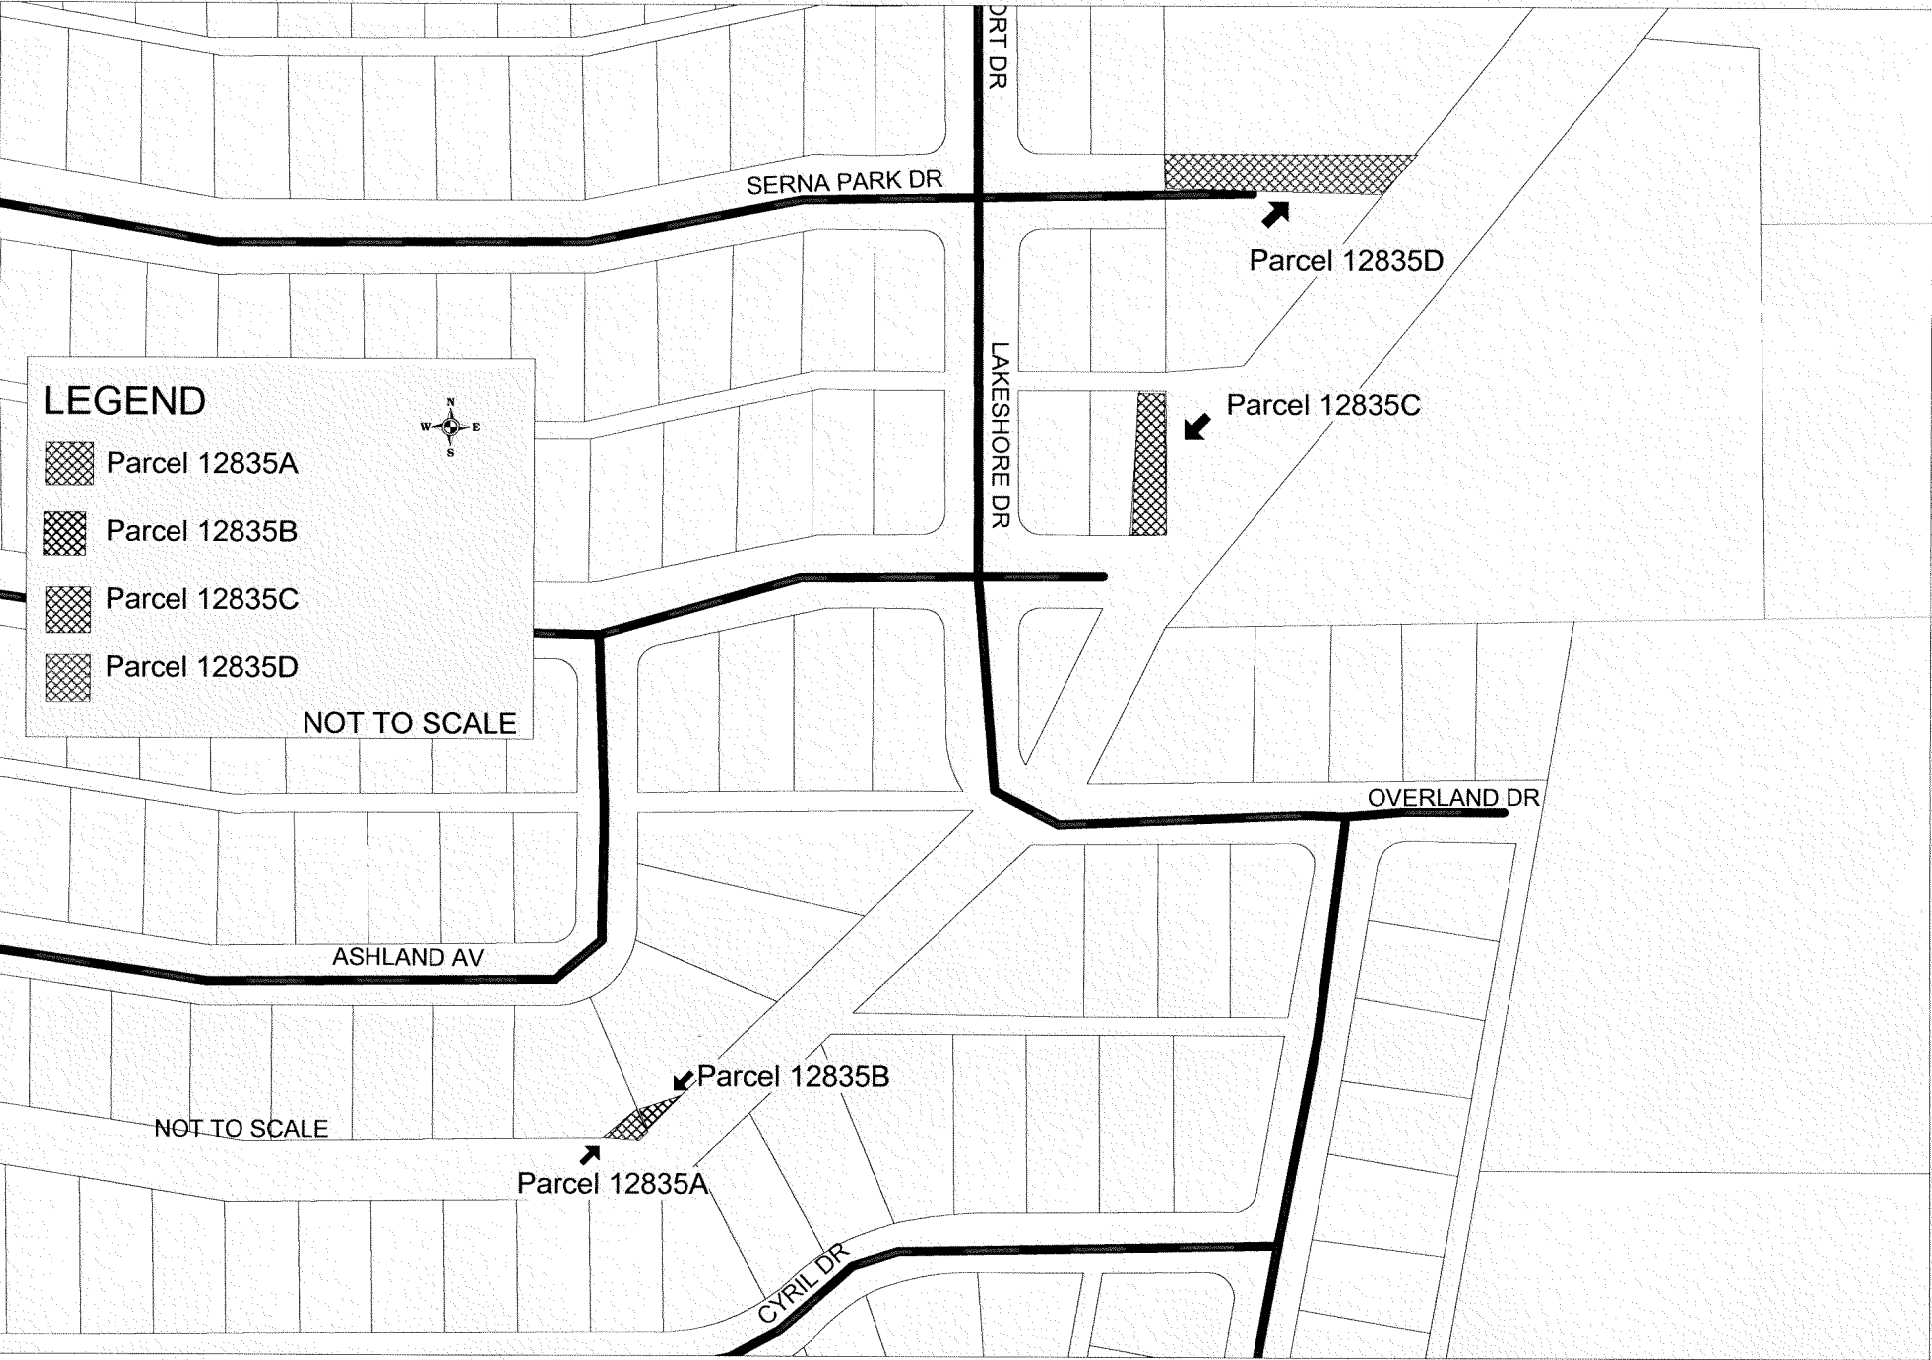 ORT DR
SERNA PARK DR
Parcel 12835D
LAKESHORE DR
Parcel 12835C
LEGEND
N
W E
S
Parcel 12835A
Parcel 12835B
Parcel 12835C
Parcel 12835D
NOT TO SCALE
OVERLAND DR
ASHLAND AV
Parcel 12835B
NOT TO SCALE
Parcel 12835A
CYRIL DR